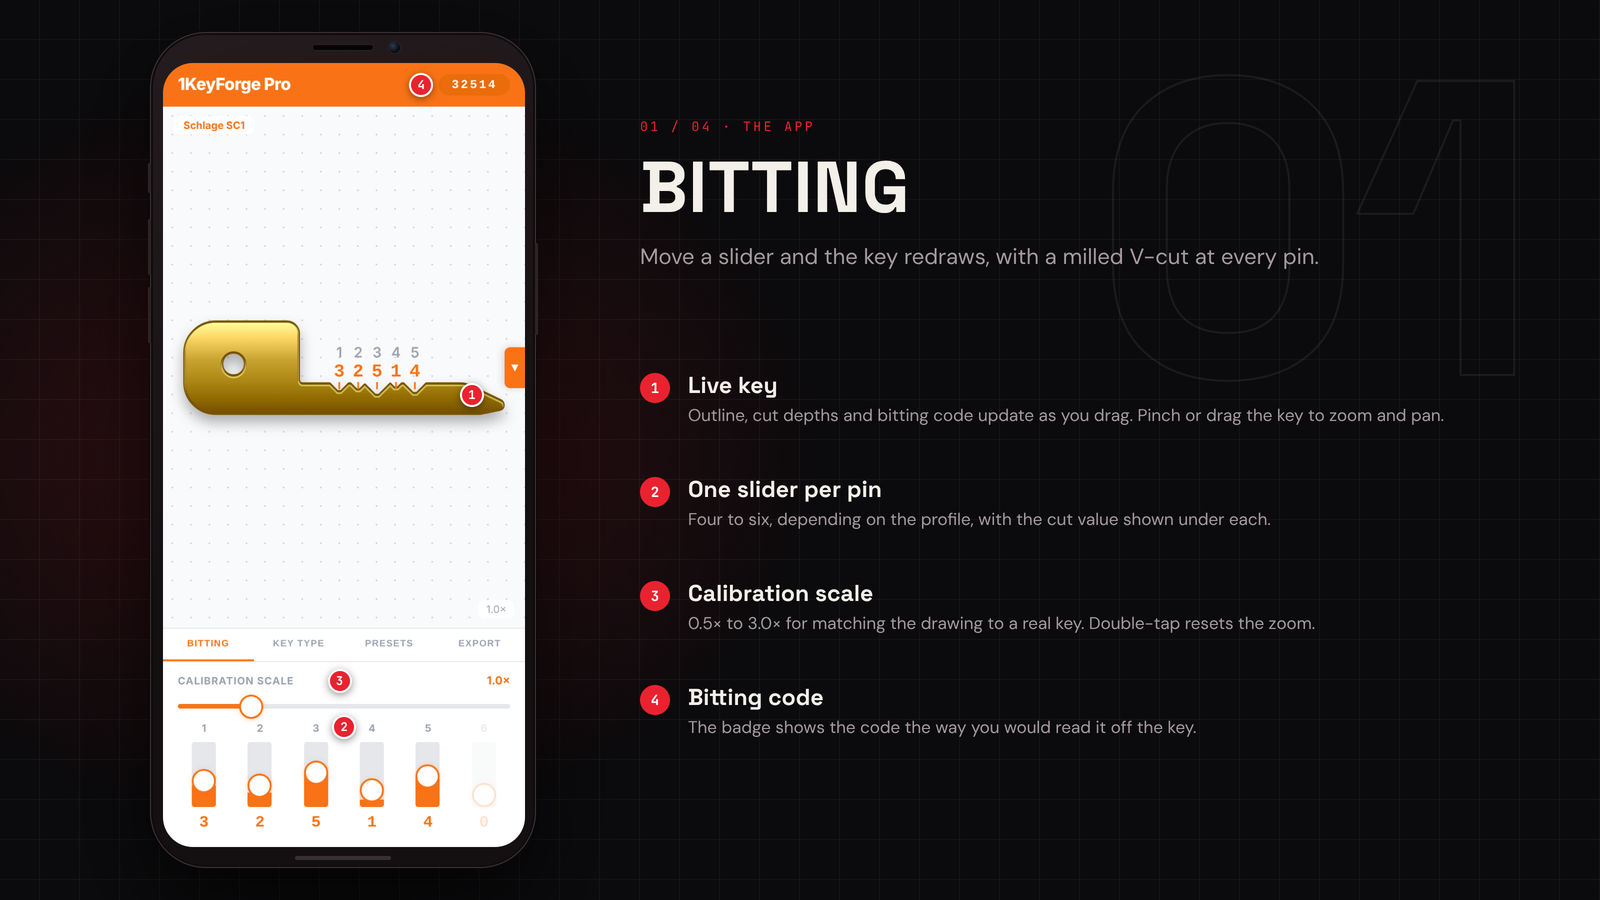 1KeyForge Pro
4
32514
Schlage SC1
1 2 3 4 5
3 2 5 1 4
1
1.0×
BITTING
KEY TYPE
PRESETS
EXPORT
CALIBRATION SCALE
3
1.0×
1 2 3 2 4 5 6
3 2 5 1 4 0
04
01 / 04 · THE APP
BITTING
Move a slider and the key redraws, with a milled V-cut at every pin.
1 Live key
Outline, cut depths and bitting code update as you drag. Pinch or drag the key to zoom and pan.
2 One slider per pin
Four to six, depending on the profile, with the cut value shown under each.
3 Calibration scale
0.5× to 3.0× for matching the drawing to a real key. Double-tap resets the zoom.
4 Bitting code
The badge shows the code the way you would read it off the key.